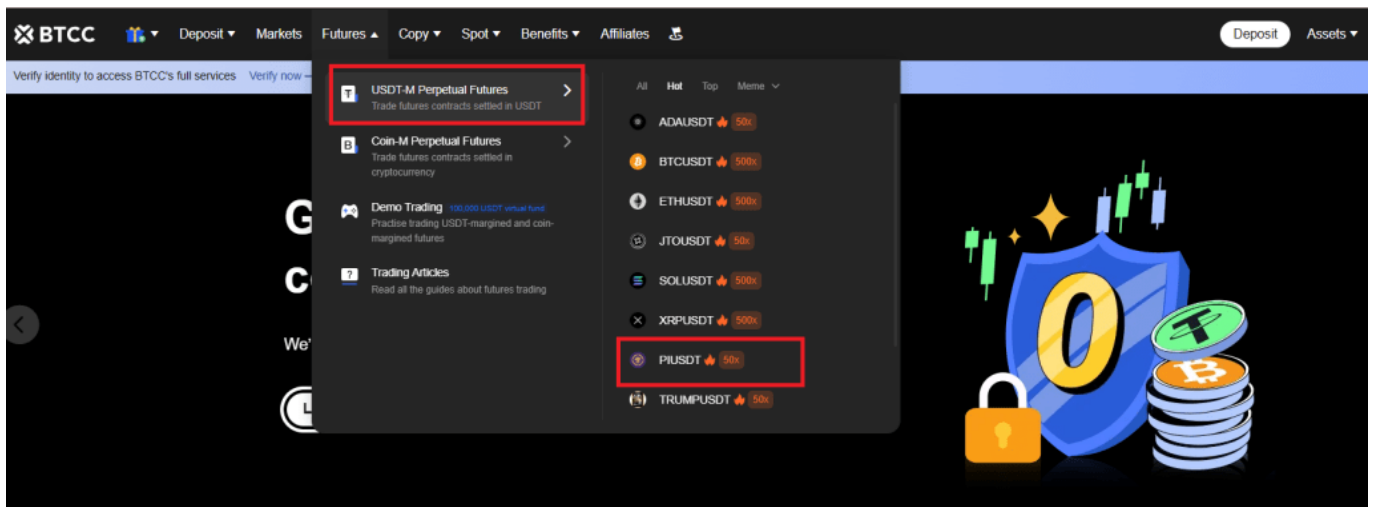 BTCC
Deposit
Markets
Futures
Copy
Spot
Benefits
Affiliates
Deposit
Assets
Verify identity to access BTCC's full services Verify now
USDT-M Perpetual Futures
Trade futures contracts settled in USDT
Coin-M Perpetual Futures
Trade futures contracts settled in
cryptocurrency
Demo Trading 100,000 USDT virtual fund
Practise trading USDT-margined and coin-
margined futures
Trading Articles
Read all the guides about futures trading
All Hot Top Meme
ADAUSDT 50x
BTCUSDT 500x
ETHUSDT 500x
JTOUSDT 50x
SOLUSDT 500x
XRPUSDT 500x
PIUSDT 50x
TRUMPUSDT 50x
We'
0